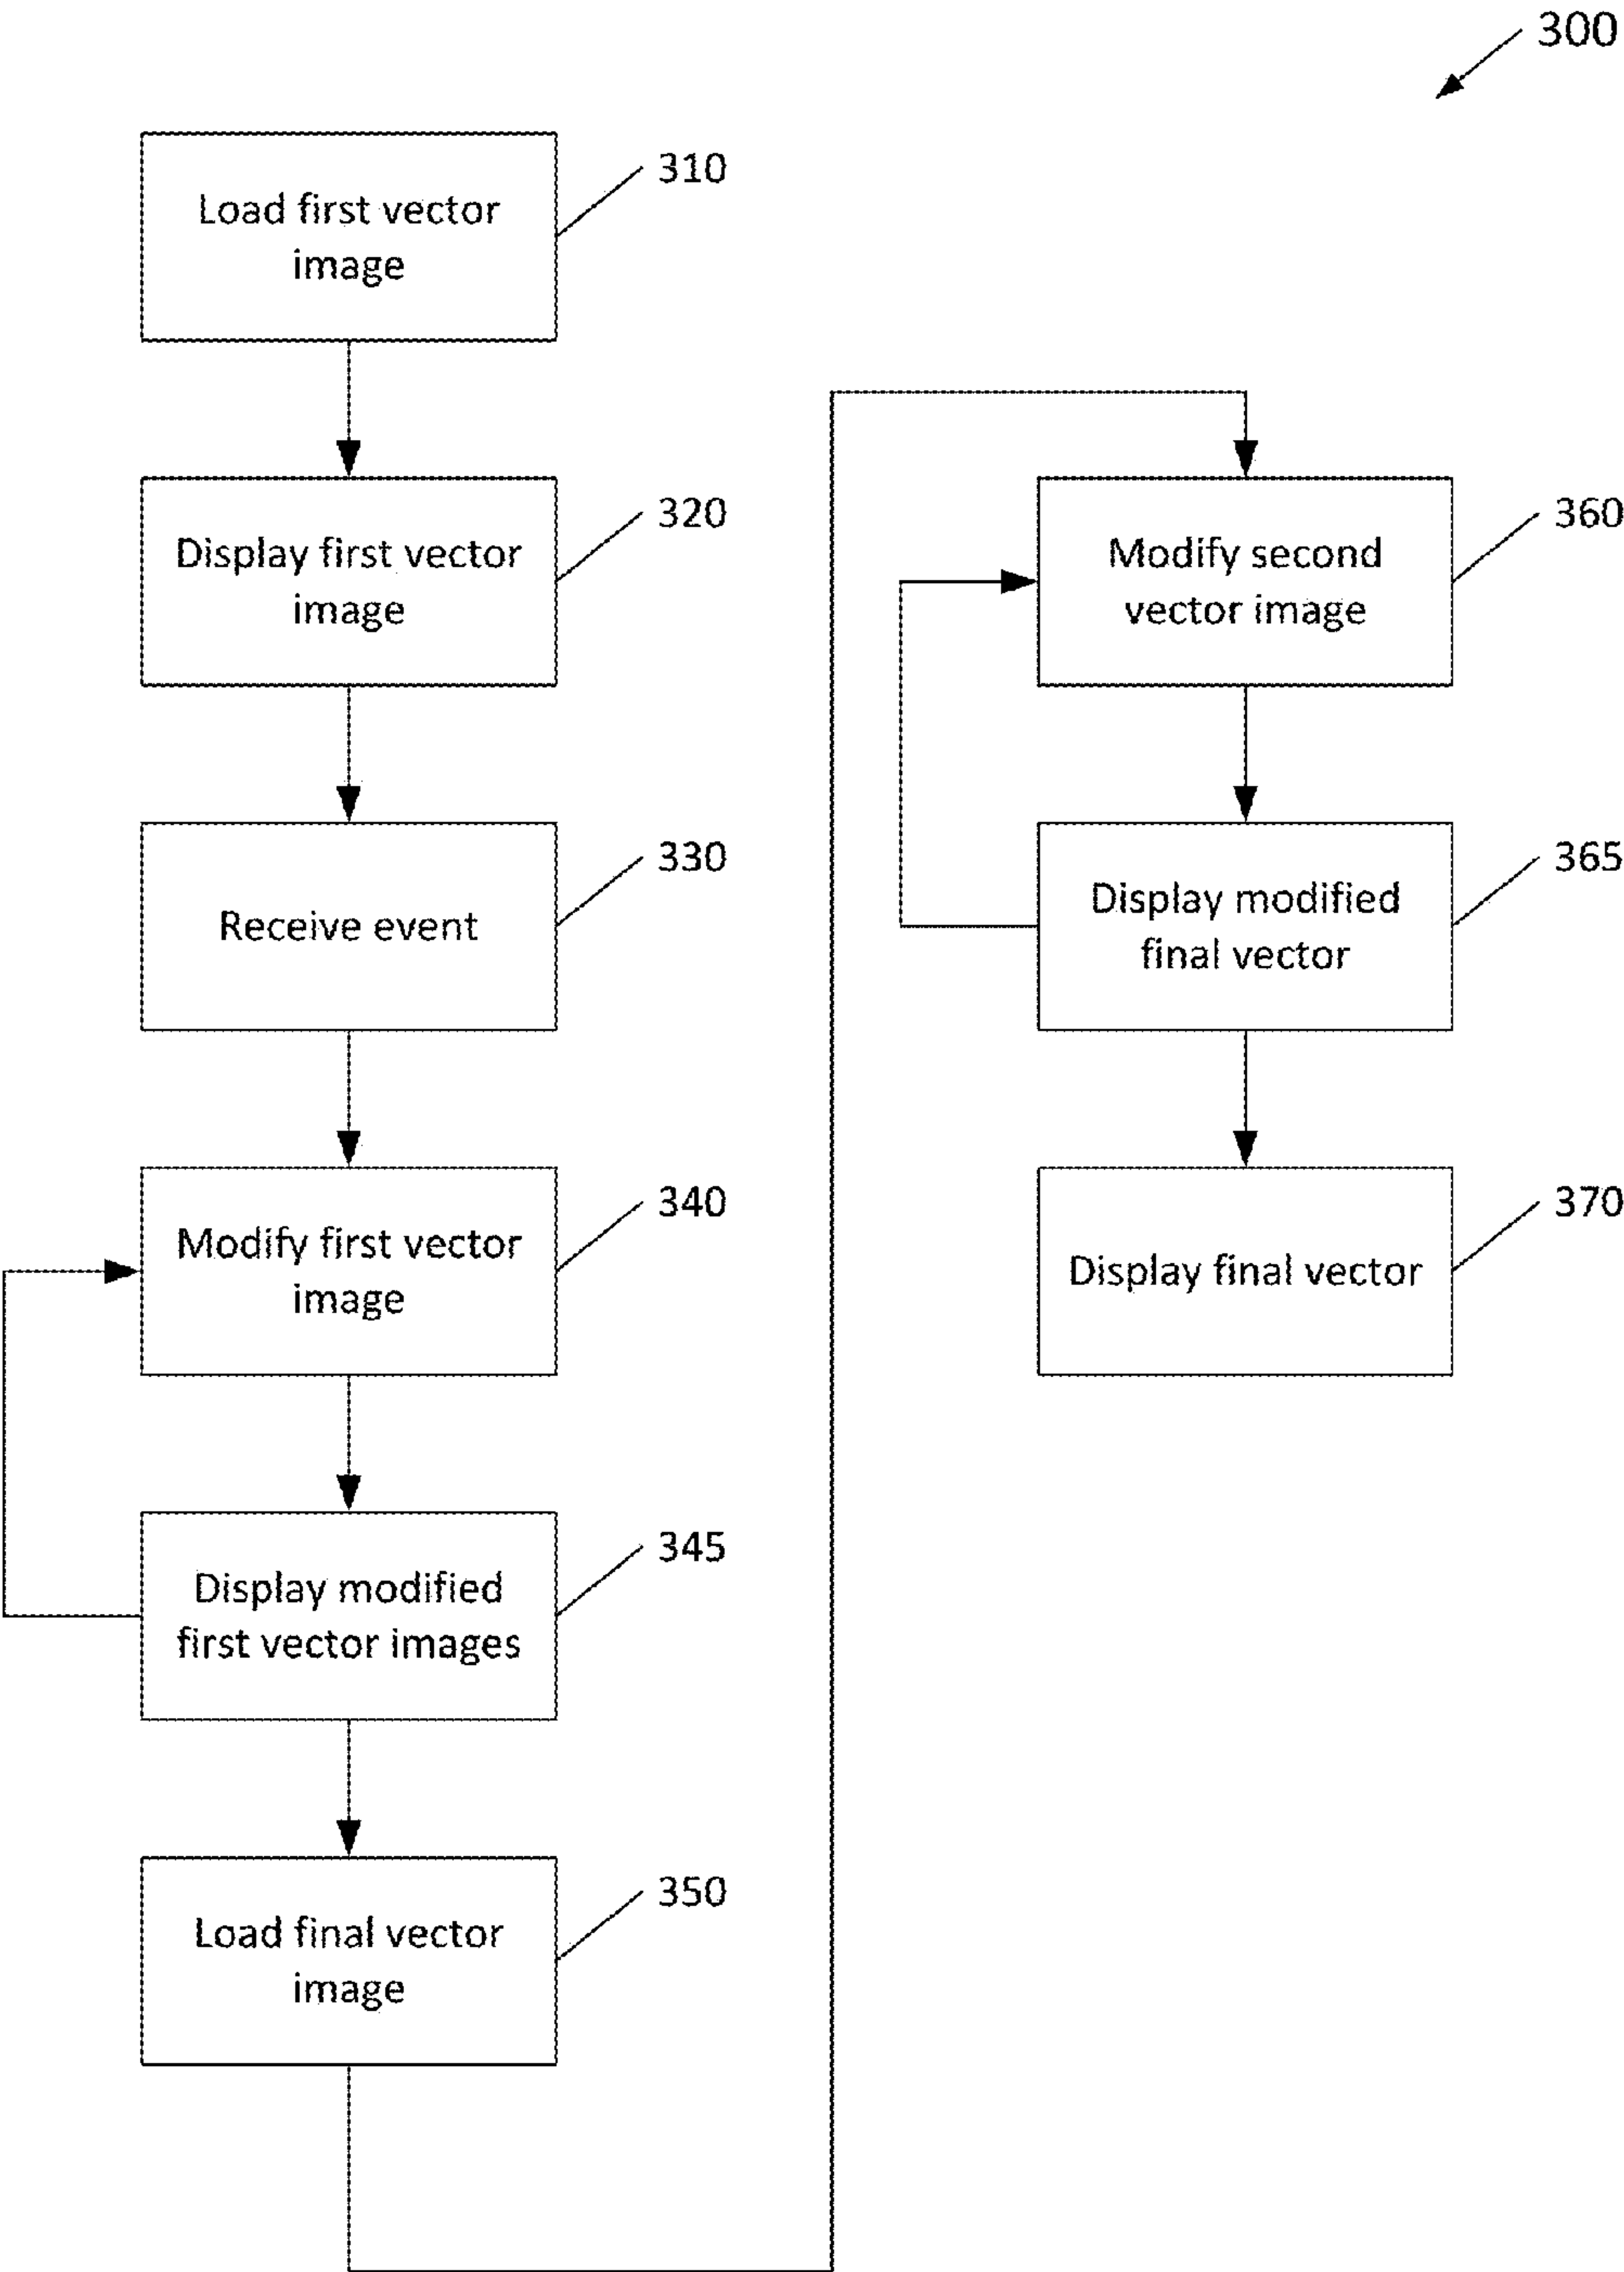 300
310
Load first vector
image
320
Display first vector
image
330
Receive event
340
Modify first vector
image
345
Display modified
first vector images
350
Load final vector
image
360
Modify second
vector image
365
Display modified
final vector
370
Display final vector